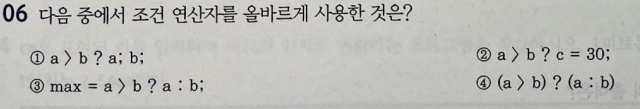 06 다음 중에서 조건 연산자를 올바르게 사용한 것은?
① a > b ? a; b; ② a > b ? c = 30;
③ max = a > b ? a : b; ④ (a > b) ? (a : b)